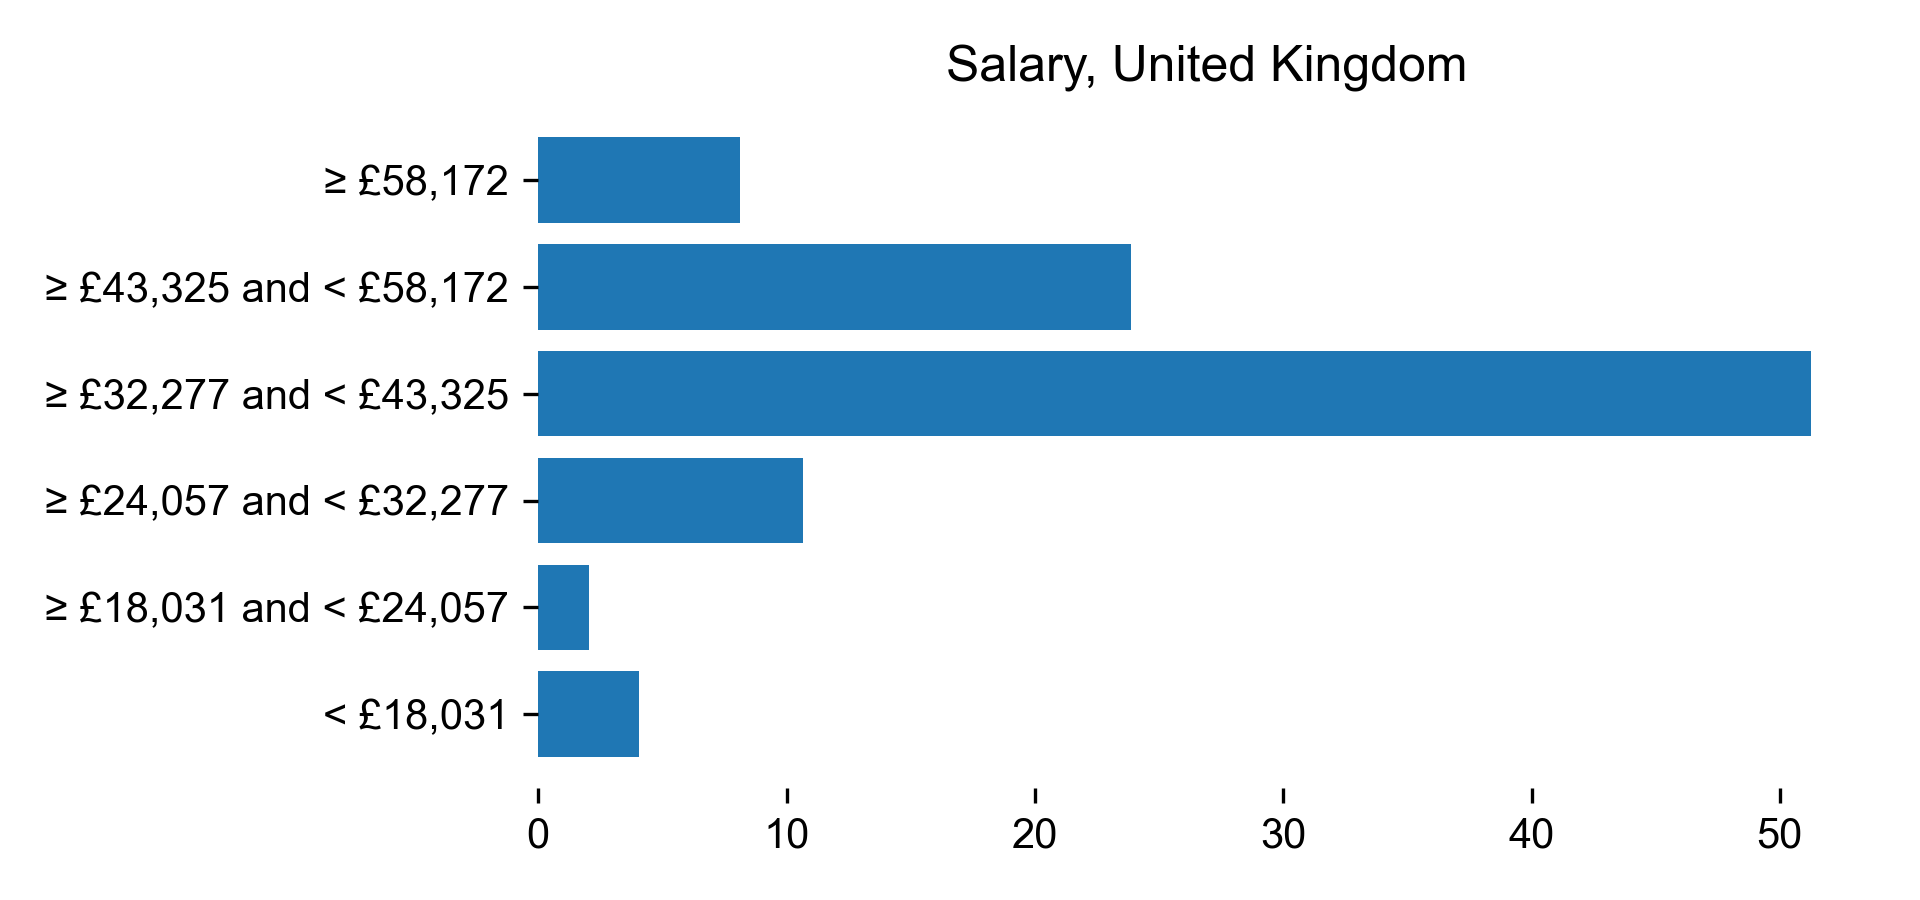 Salary, United Kingdom
≥ £58,172
≥ £43,325 and < £58,172
≥ £32,277 and < £43,325
≥ £24,057 and < £32,277
≥ £18,031 and < £24,057
< £18,031
0 10 20 30 40 50